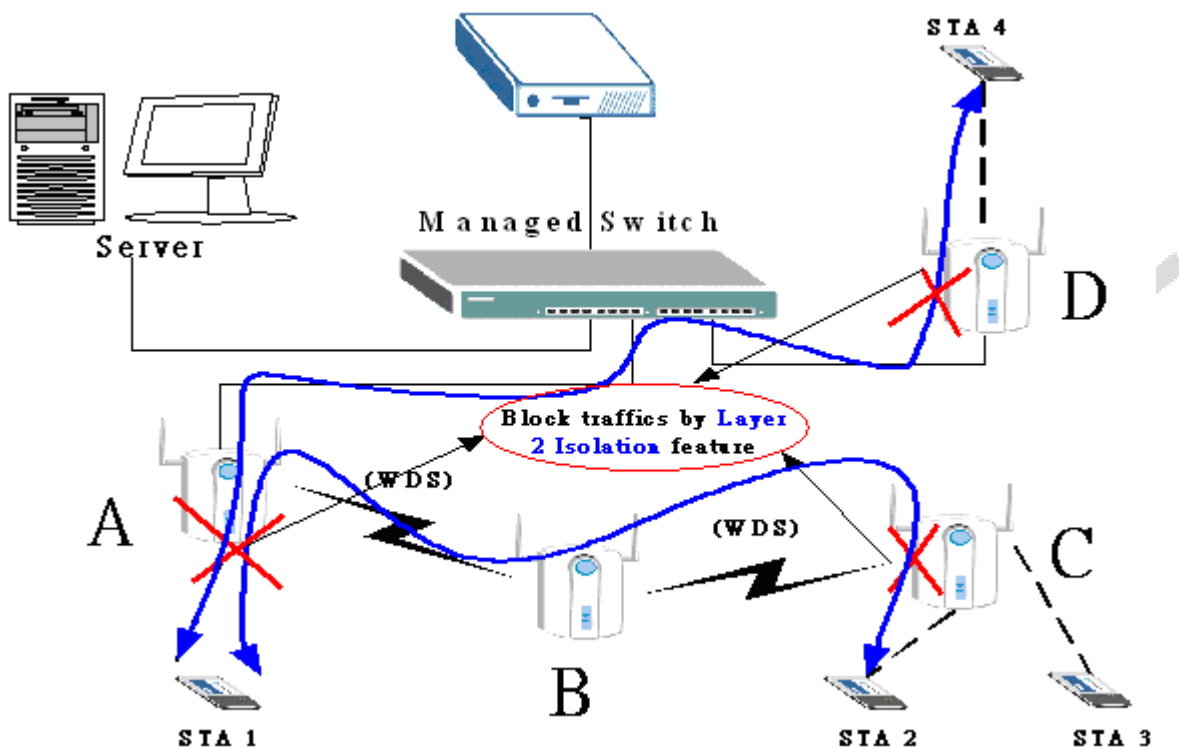 STA 4
Managed Switch
Server
D
Block traffics by Layer
2 Isolation feature
(WDS)
A
(WDS)
C
B
STA 1
STA 2
STA 3